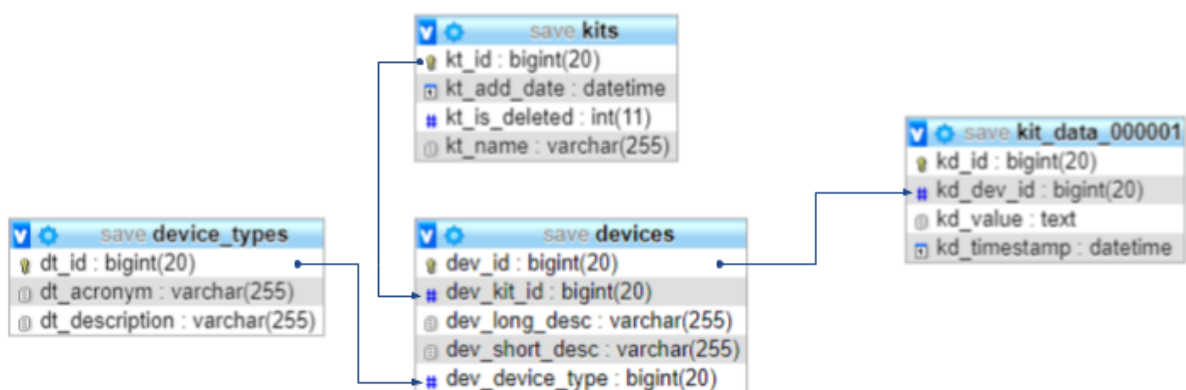 save kits
kt_id : bigint(20)
kt_add_date : datetime
kt_is_deleted : int(11)
kt_name : varchar(255)
save kit_data_000001
kd_id : bigint(20)
kd_dev_id : bigint(20)
kd_value : text
kd_timestamp : datetime
save device_types
dt_id : bigint(20)
dt_acronym : varchar(255)
dt_description : varchar(255)
save devices
dev_id : bigint(20)
dev_kit_id : bigint(20)
dev_long_desc : varchar(255)
dev_short_desc : varchar(255)
dev_device_type : bigint(20)